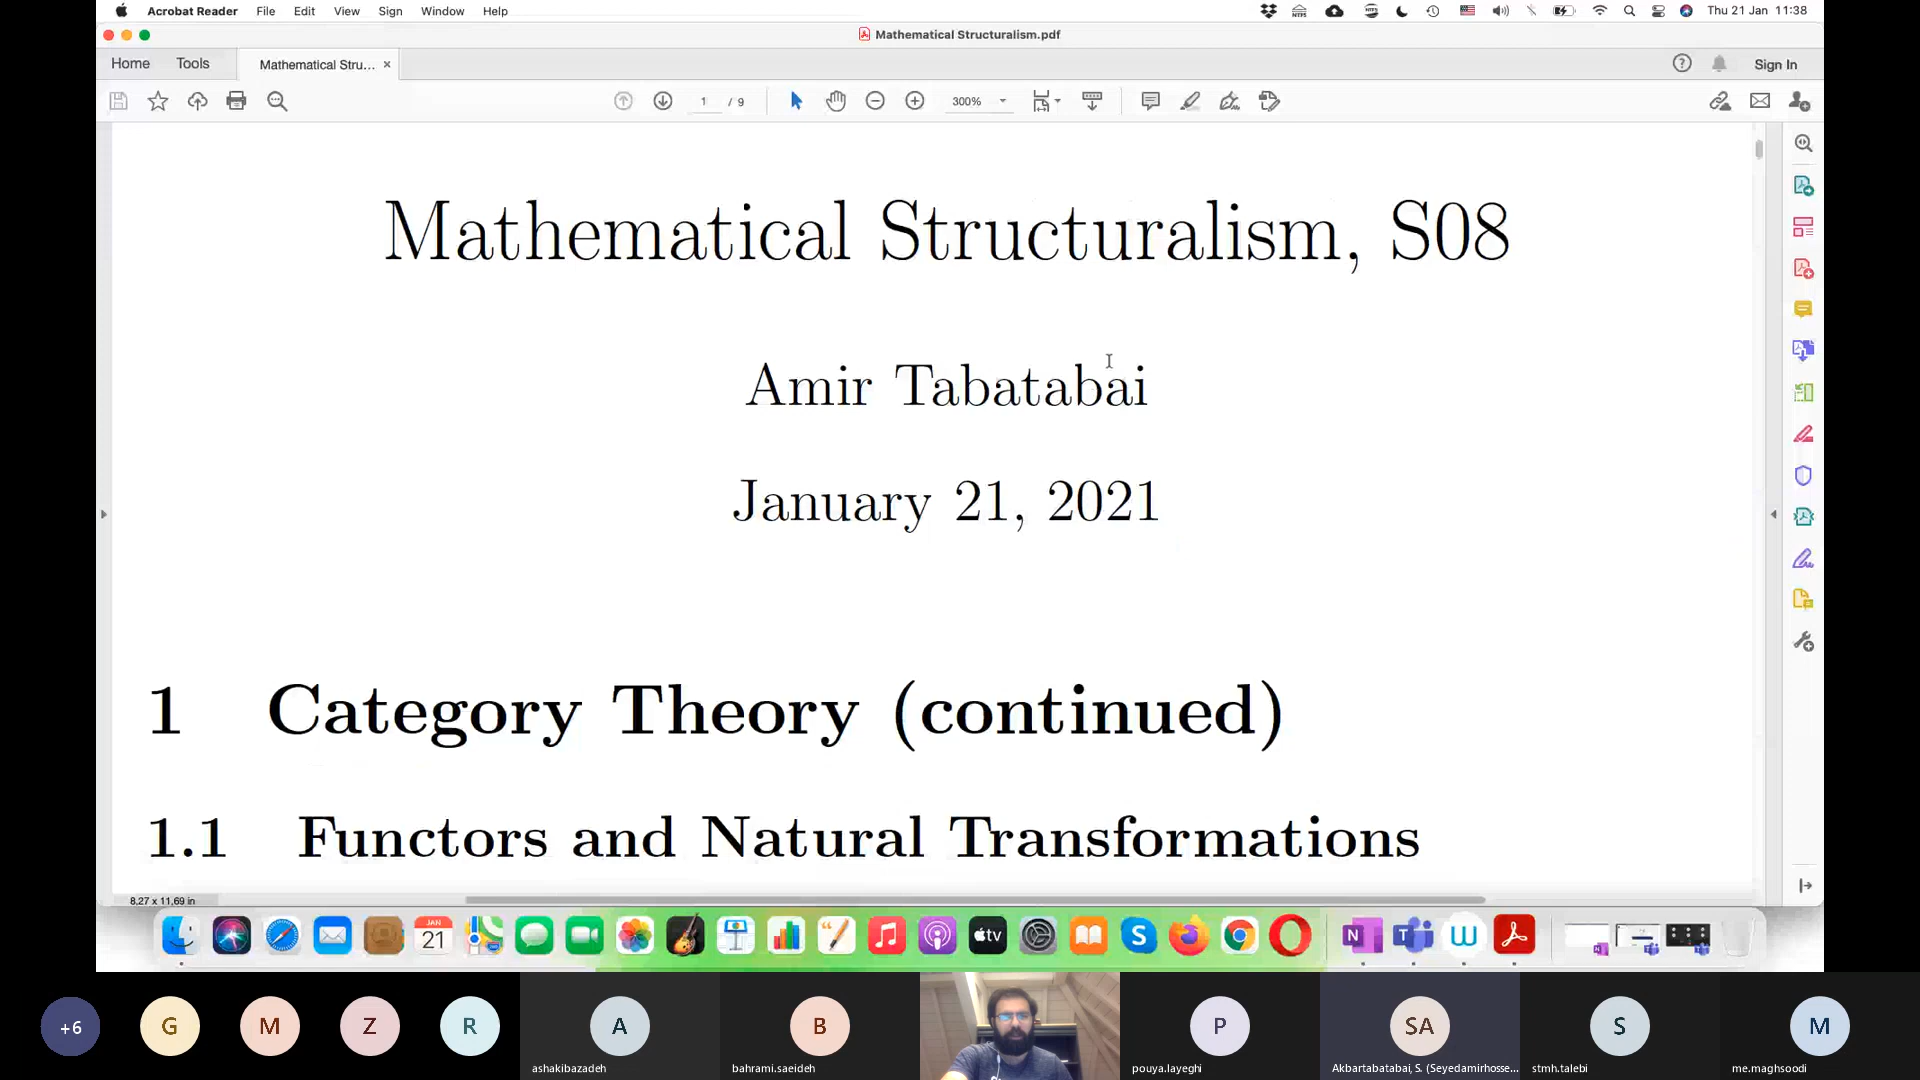 Acrobat Reader File Edit View Sign Window Help Thu 21 Jan 11:38
Mathematical Structuralism.pdf
Home Tools Mathematical Stru... × Sign In
1 / 9 300%
Mathematical Structuralism, S08
Amir Tabatabai
January 21, 2021
1 Category Theory (continued)
1.1 Functors and Natural Transformations
8,27 x 11,69 in
JAN
21
tv
S
N
W
+6 G M Z R A B P SA S M
ashakibazadeh bahrami.saeideh pouya.layeghi Akbartabatabai, S. (Seyedamirhosse... stmh.talebi me.maghsoodi